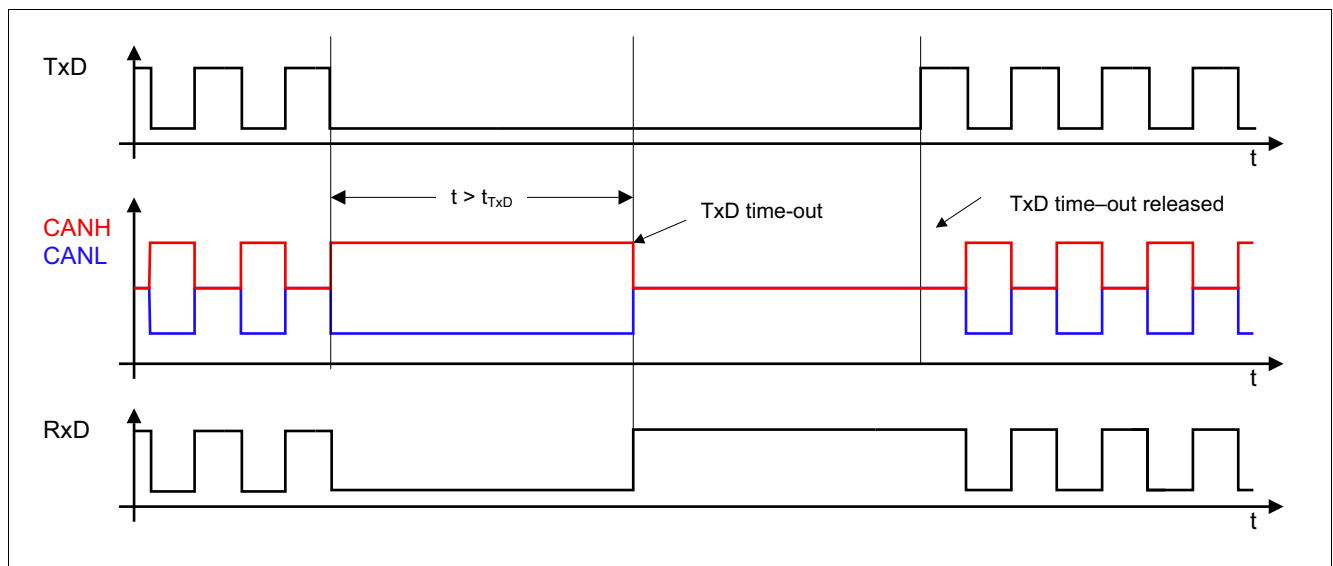 TxD
t
t > tTxD
TxD time-out
TxD time–out released
CANH
CANL
t
RxD
t